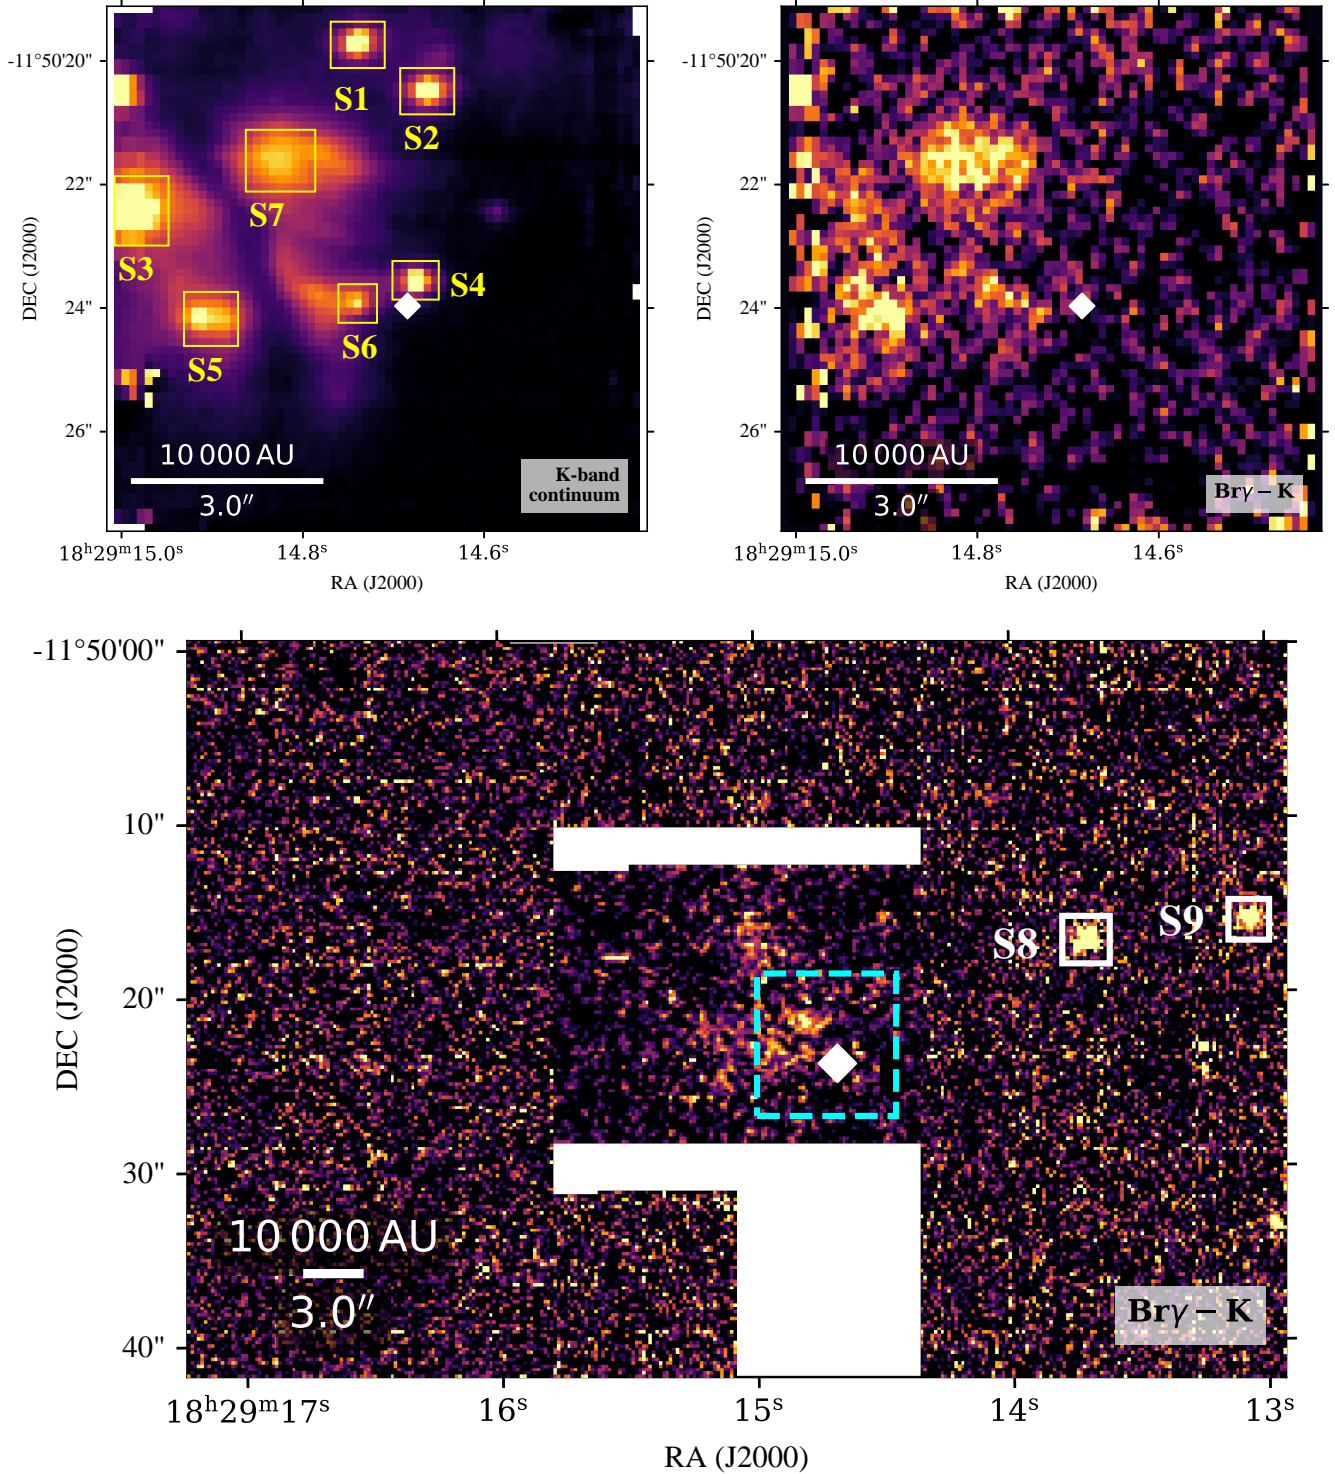 -11°50'20"
22"
24"
26"
DEC (J2000)
S1
S2
S7
S3
S4
S6
S5
10 000 AU
3.0″
K-band
continuum
18ʰ29ᵐ15.0ˢ
14.8ˢ
14.6ˢ
RA (J2000)
-11°50'20"
22"
24"
26"
DEC (J2000)
10 000 AU
3.0″
Brγ − K
18ʰ29ᵐ15.0ˢ
14.8ˢ
14.6ˢ
RA (J2000)
-11°50'00"
10"
20"
30"
40"
DEC (J2000)
S8
S9
10 000 AU
3.0″
Brγ − K
18ʰ29ᵐ17ˢ
16ˢ
15ˢ
14ˢ
13ˢ
RA (J2000)